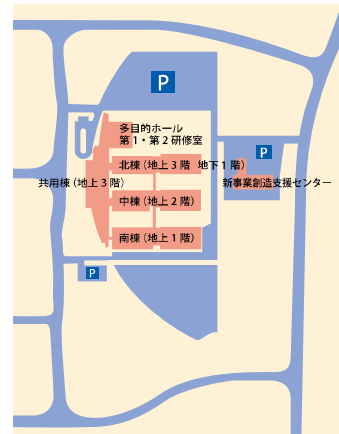 P
多目的ホール
第1・第2研修室
P
北棟（地上3階 地下1階）
共用棟（地上3階）
新事業創造支援センター
中棟（地上2階）
南棟（地上1階）
P